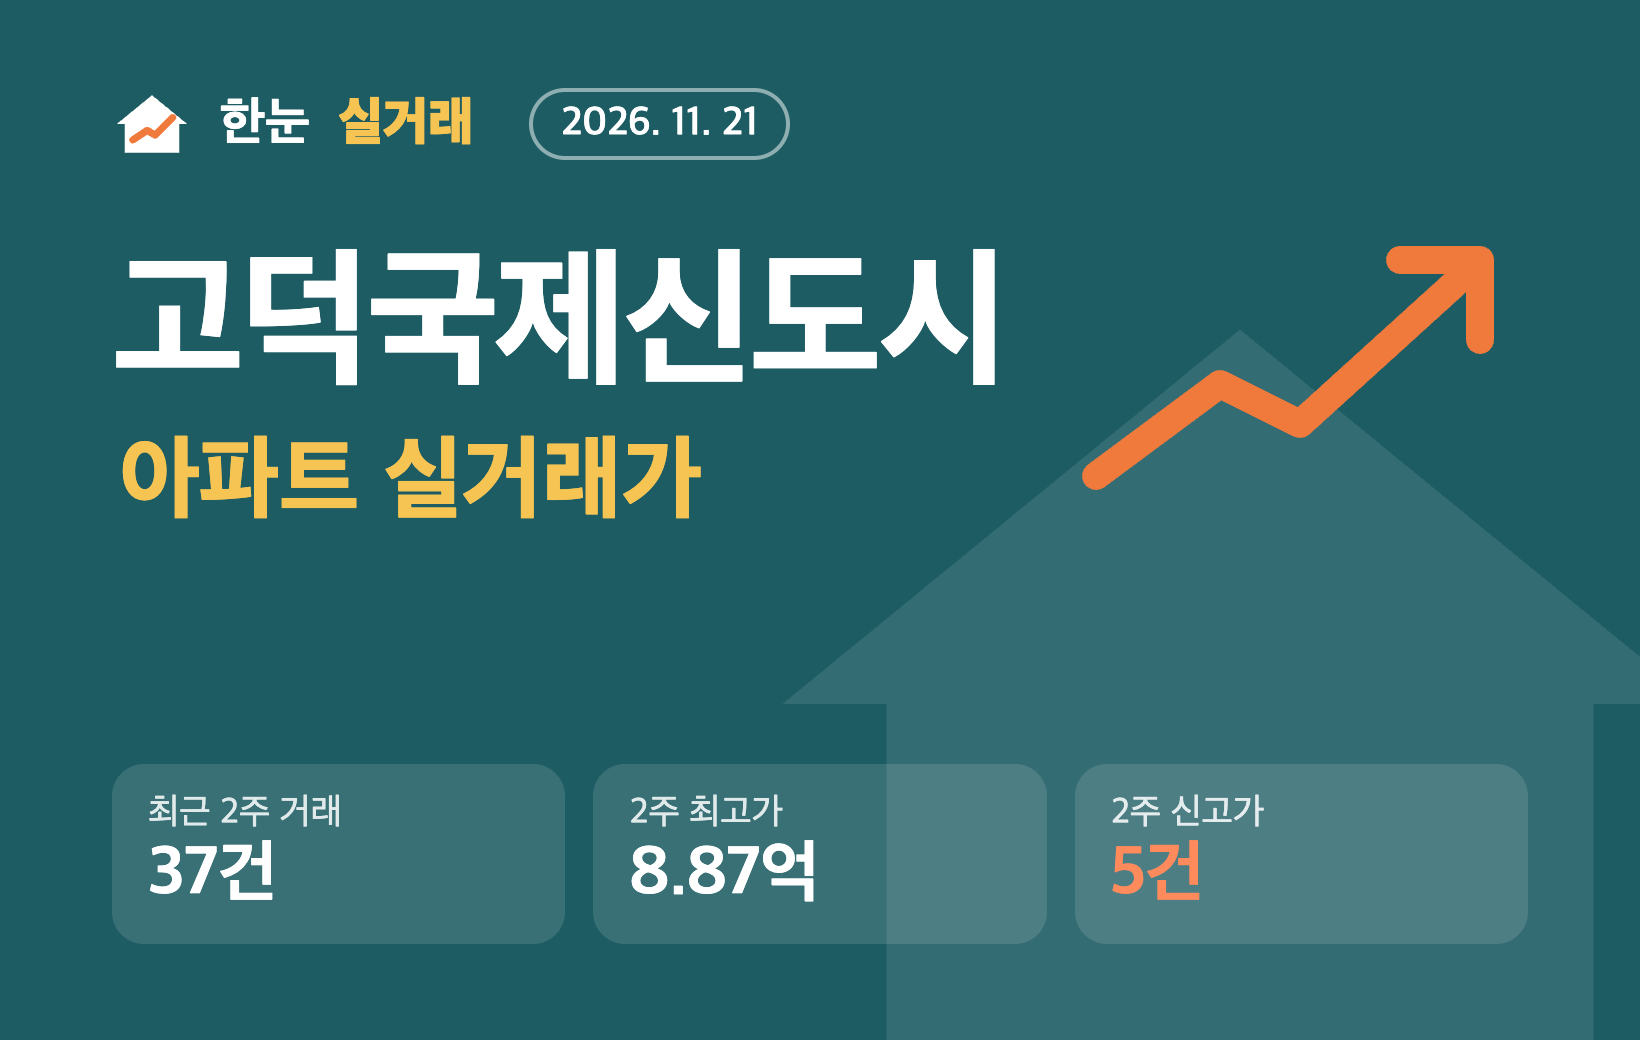 한눈 실거래 2026. 11. 21
고덕국제신도시
아파트 실거래가
최근 2주 거래
37건
2주 최고가
8.87억
2주 신고가
5건